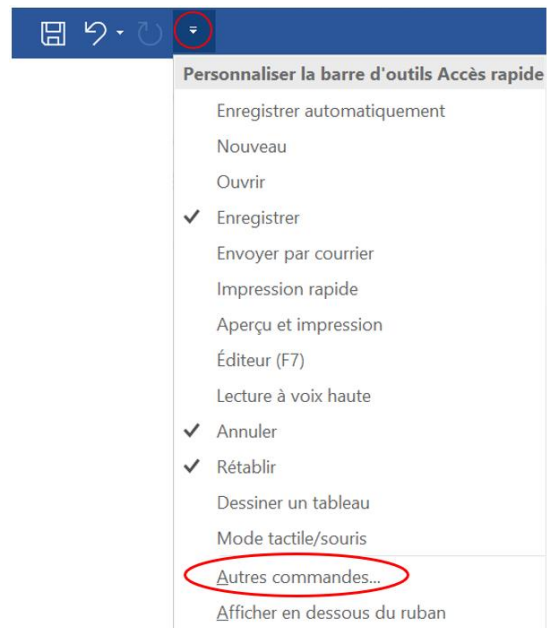 Personnaliser la barre d'outils Accès rapide
Enregistrer automatiquement
Nouveau
Ouvrir
Enregistrer
Envoyer par courrier
Impression rapide
Aperçu et impression
Éditeur (F7)
Lecture à voix haute
Annuler
Rétablir
Dessiner un tableau
Mode tactile/souris
Autres commandes...
Afficher en dessous du ruban